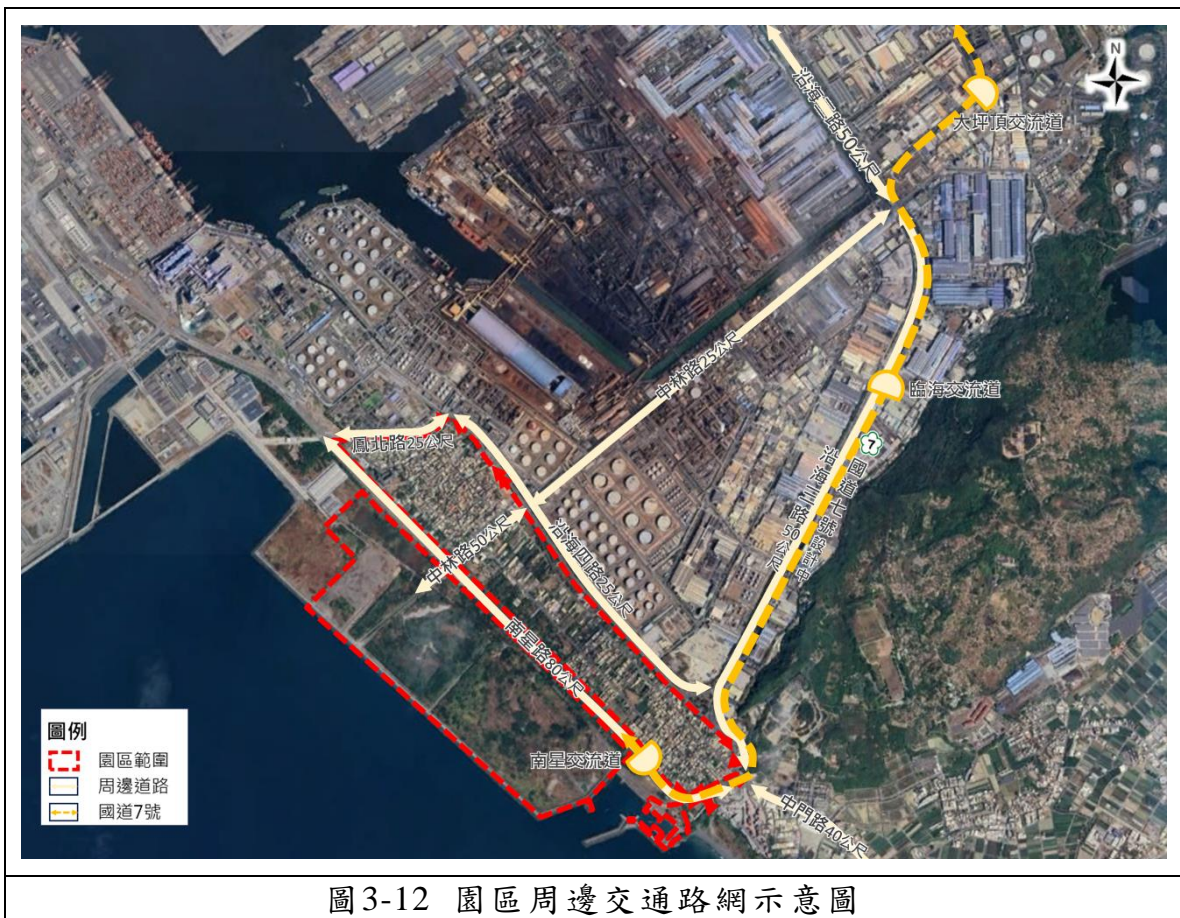 N
沿海二路50公尺
大坪頂交流道
中林路25公尺
臨海交流道
7
國道七號設計中
沿海三路50公尺
鳳北路25公尺
中林路50公尺
沿海四路25公尺
南星路80公尺
南星交流道
中門路40公尺
圖例
園區範圍
周邊道路
國道7號
圖3-12 園區周邊交通路網示意圖